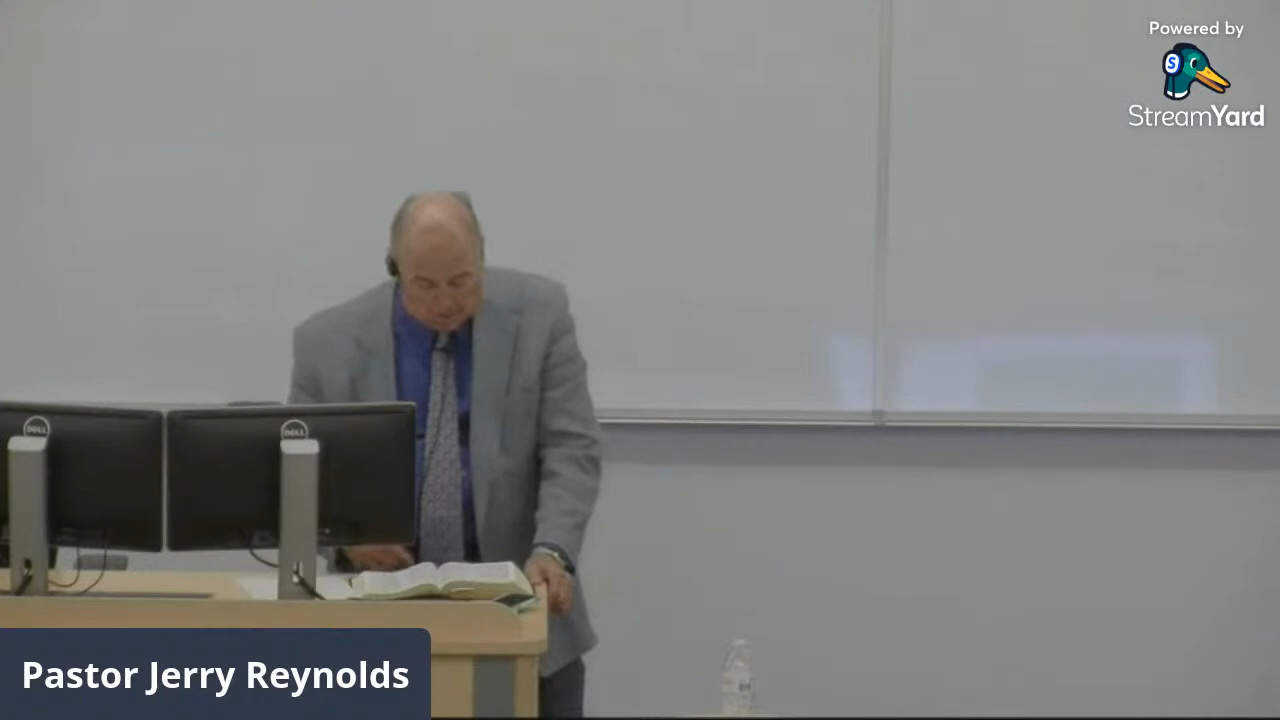 Powered by
S
StreamYard
DELL
DELL
Pastor Jerry Reynolds